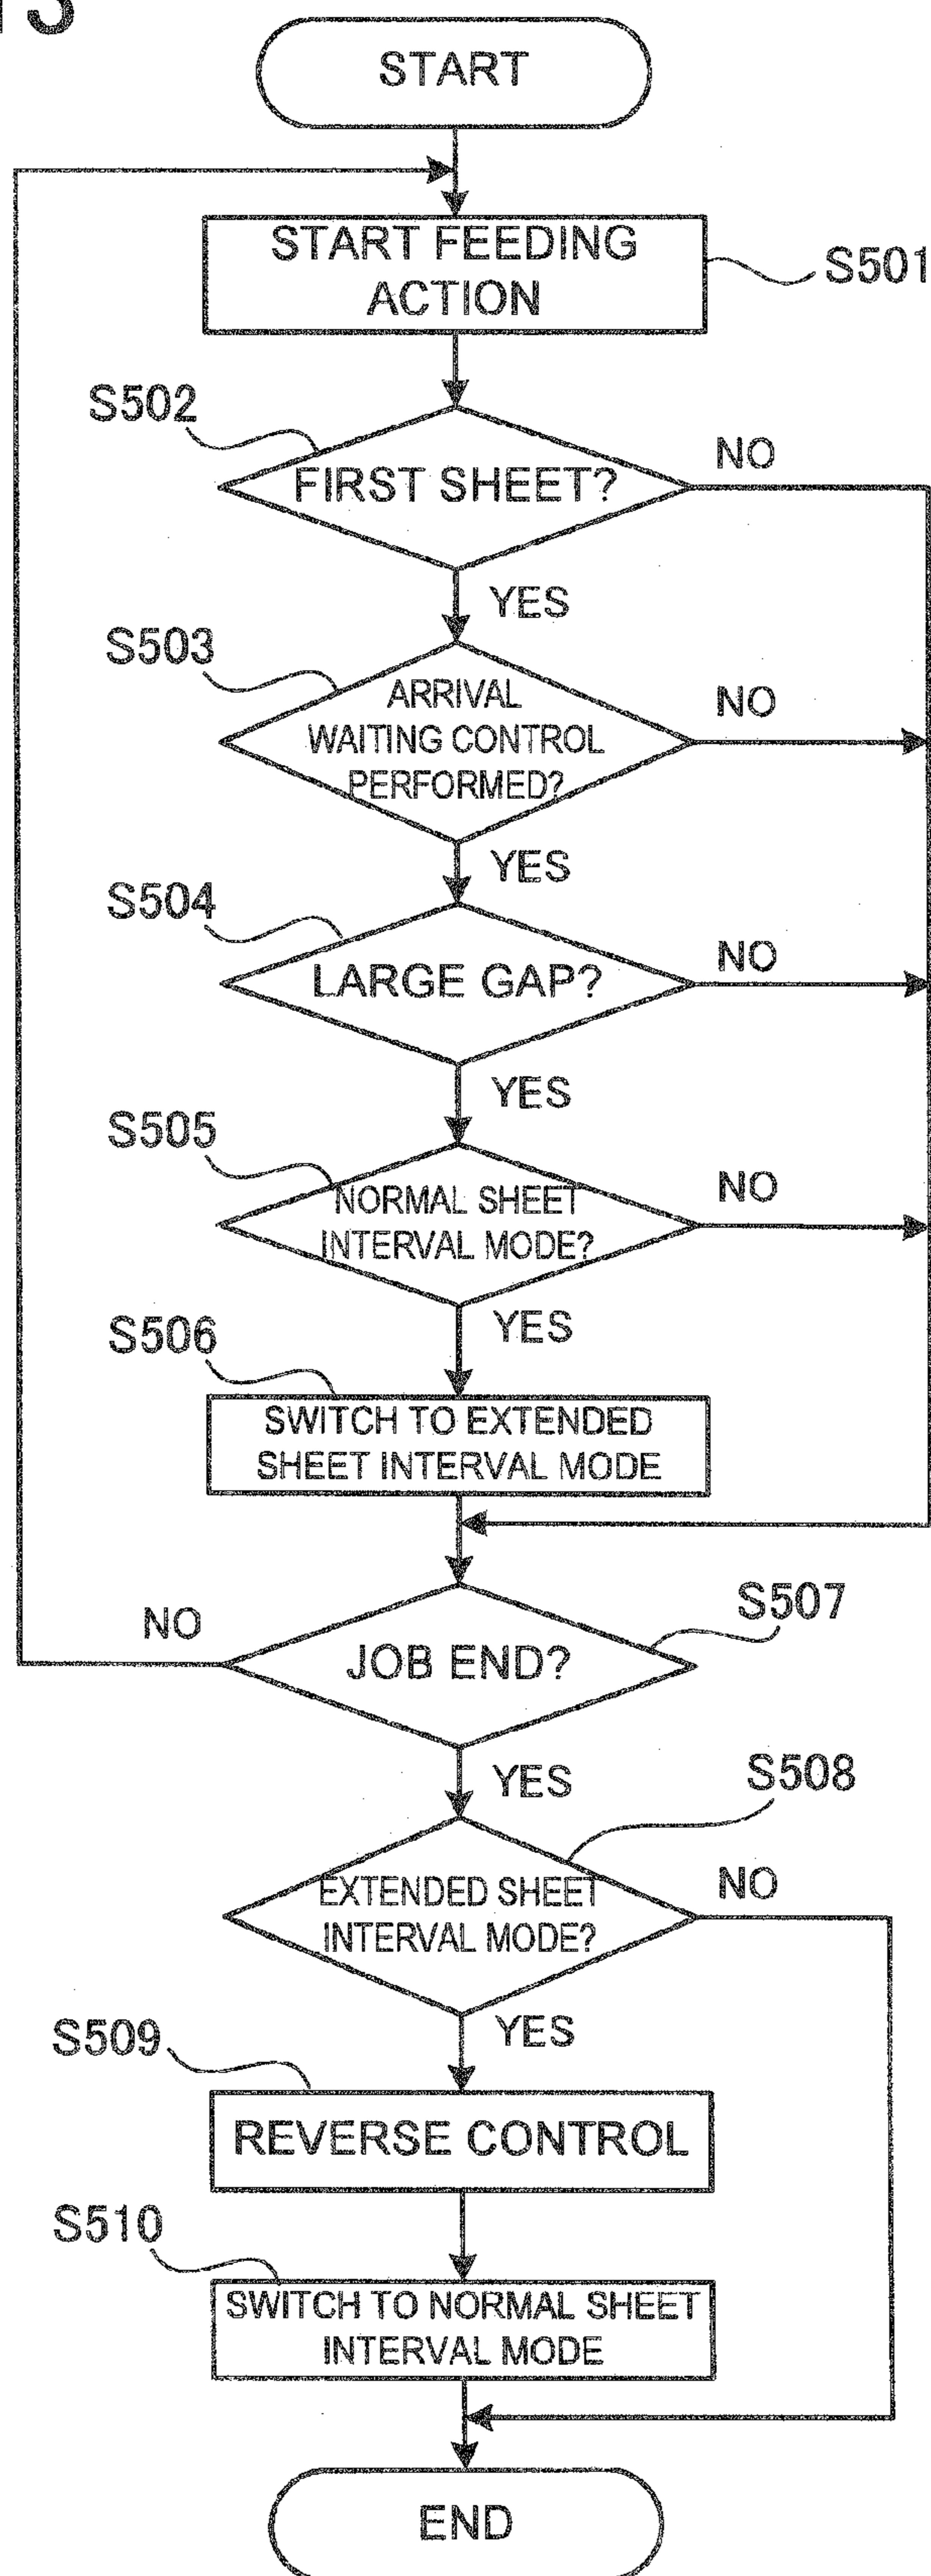 START
START FEEDING
ACTION
S501
S502
FIRST SHEET?
NO
YES
S503
ARRIVAL
WAITING CONTROL
PERFORMED?
NO
YES
S504
LARGE GAP?
NO
YES
S505
NORMAL SHEET
INTERVAL MODE?
NO
YES
S506
SWITCH TO EXTENDED
SHEET INTERVAL MODE
S507
NO
JOB END?
YES
S508
EXTENDED SHEET
INTERVAL MODE?
NO
YES
S509
REVERSE CONTROL
S510
SWITCH TO NORMAL SHEET
INTERVAL MODE
END